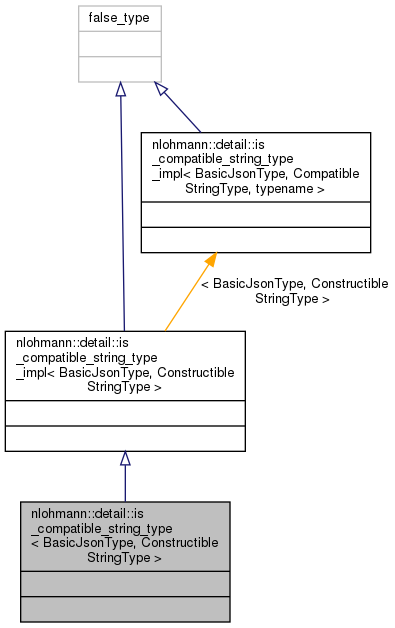 false_type
nlohmann::detail::is
_compatible_string_type
_impl< BasicJsonType, Compatible
StringType, typename >
< BasicJsonType, Constructible
StringType >
nlohmann::detail::is
_compatible_string_type
_impl< BasicJsonType, Constructible
StringType >
nlohmann::detail::is
_compatible_string_type
< BasicJsonType, Constructible
StringType >